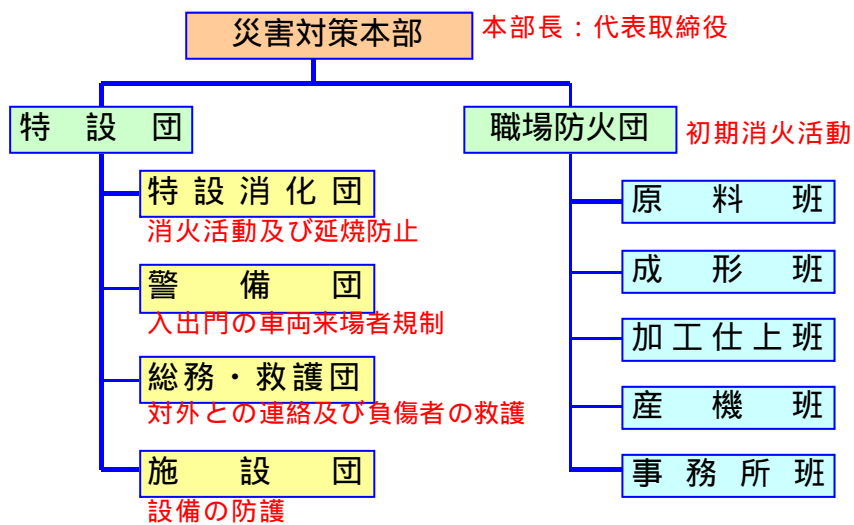 災害対策本部 本部長：代表取締役
特設団
職場防火団 初期消火活動
特設消化団
消火活動及び延焼防止
警備団
入出門の車両来場者規制
総務・救護団
対外との連絡及び負傷者の救護
施設団
設備の防護
原料班
成形班
加工仕上班
産機班
事務所班